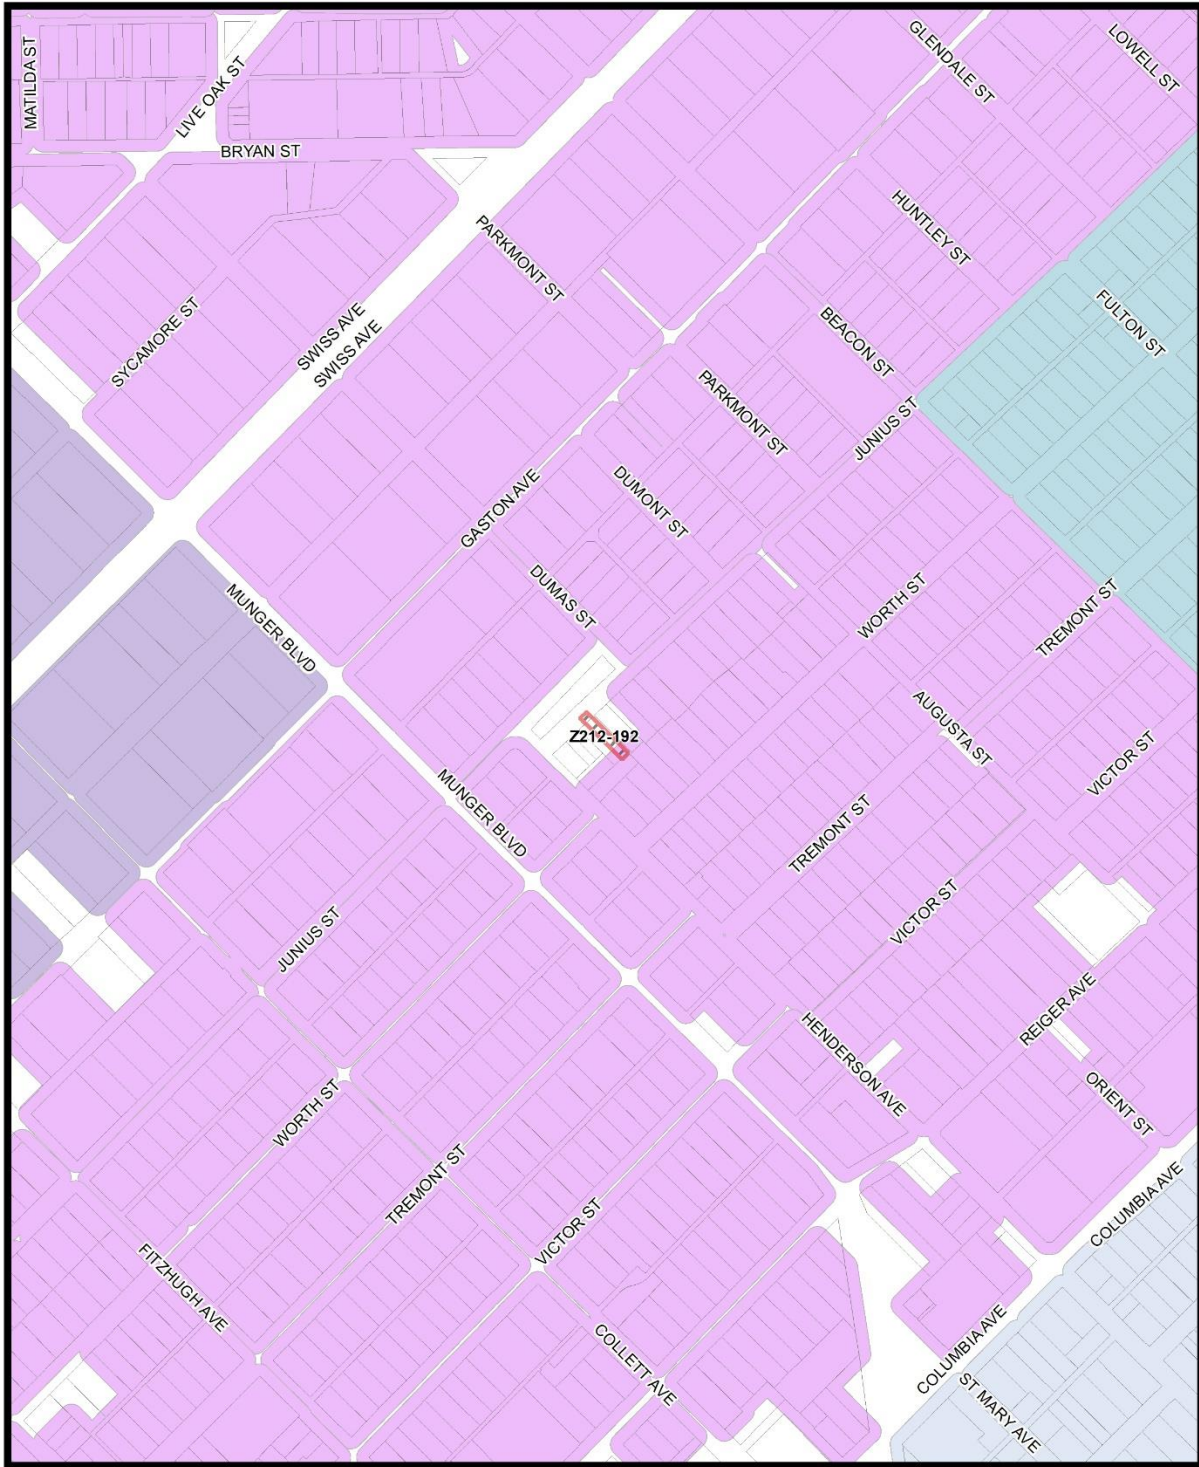 MATILDA ST
LIVE OAK ST
BRYAN ST
GLENDALE ST
LOWELL ST
PARKMONT ST
HUNTLEY ST
FULTON ST
SYCAMORE ST
SWISS AVE
SWISS AVE
BEACON ST
PARKMONT ST
JUNIUS ST
GASTON AVE
DUMONT ST
DUMAS ST
MUNGER BLVD
WORTH ST
TREMONT ST
AUGUSTA ST
Z212-192
VICTOR ST
MUNGER BLVD
TREMONT ST
VICTOR ST
JUNIUS ST
REIGER AVE
HENDERSON AVE
ORIENT ST
WORTH ST
TREMONT ST
VICTOR ST
COLUMBIA AVE
FITZHUGH AVE
COLLETT AVE
COLUMBIA AVE
ST MARY AVE